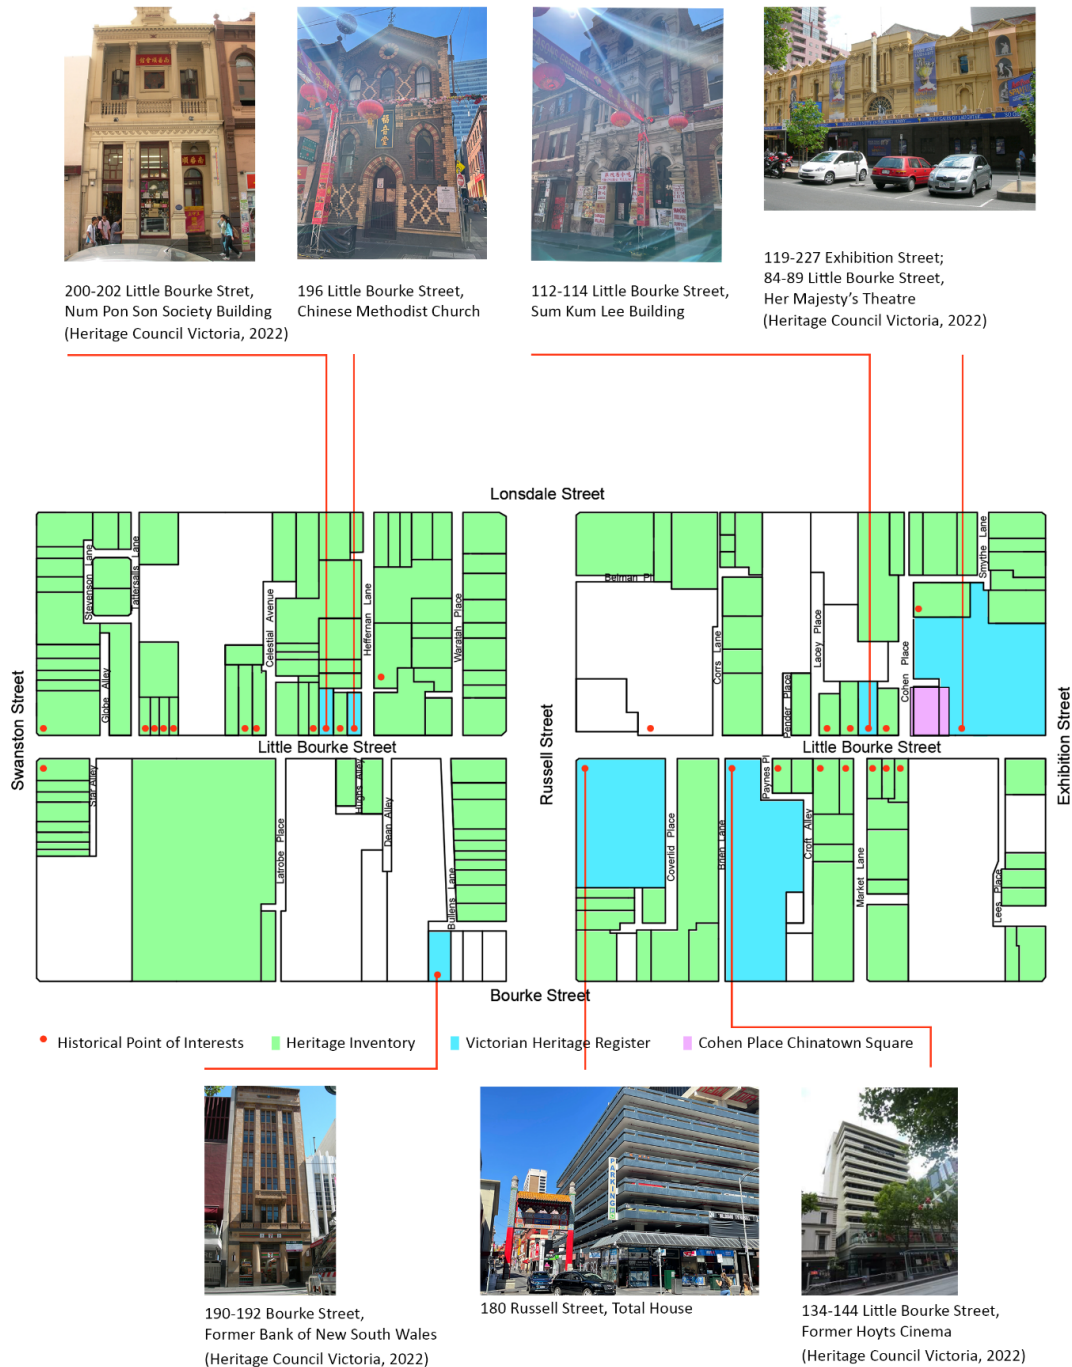 200-202 Little Bourke Stret,
Num Pon Son Society Building
(Heritage Council Victoria, 2022)
196 Little Bourke Street,
Chinese Methodist Church
112-114 Little Bourke Street,
Sum Kum Lee Building
119-227 Exhibition Street;
84-89 Little Bourke Street,
Her Majesty's Theatre
(Heritage Council Victoria, 2022)
Lonsdale Street
Stevenson Lane
Tattersalls Lane
Globe Alley
Celestial Avenue
Heffernan Lane
Waratah Place
Belman Pl
Corrs Lane
Pender Place
Lacey Place
Cohen Place
Smythe Lane
Swanston Street
Little Bourke Street
Russell Street
Little Bourke Street
Exhibition Street
Star Alley
Latrobe Place
Hughs Alley
Dean Alley
Bullens Lane
Coverlid Place
Brien Lane
Paynes Pl
Croft Alley
Market Lane
Lees Place
Bourke Street
Historical Point of Interests
Heritage Inventory
Victorian Heritage Register
Cohen Place Chinatown Square
PARKING
190-192 Bourke Street,
Former Bank of New South Wales
(Heritage Council Victoria, 2022)
180 Russell Street, Total House
134-144 Little Bourke Street,
Former Hoyts Cinema
(Heritage Council Victoria, 2022)